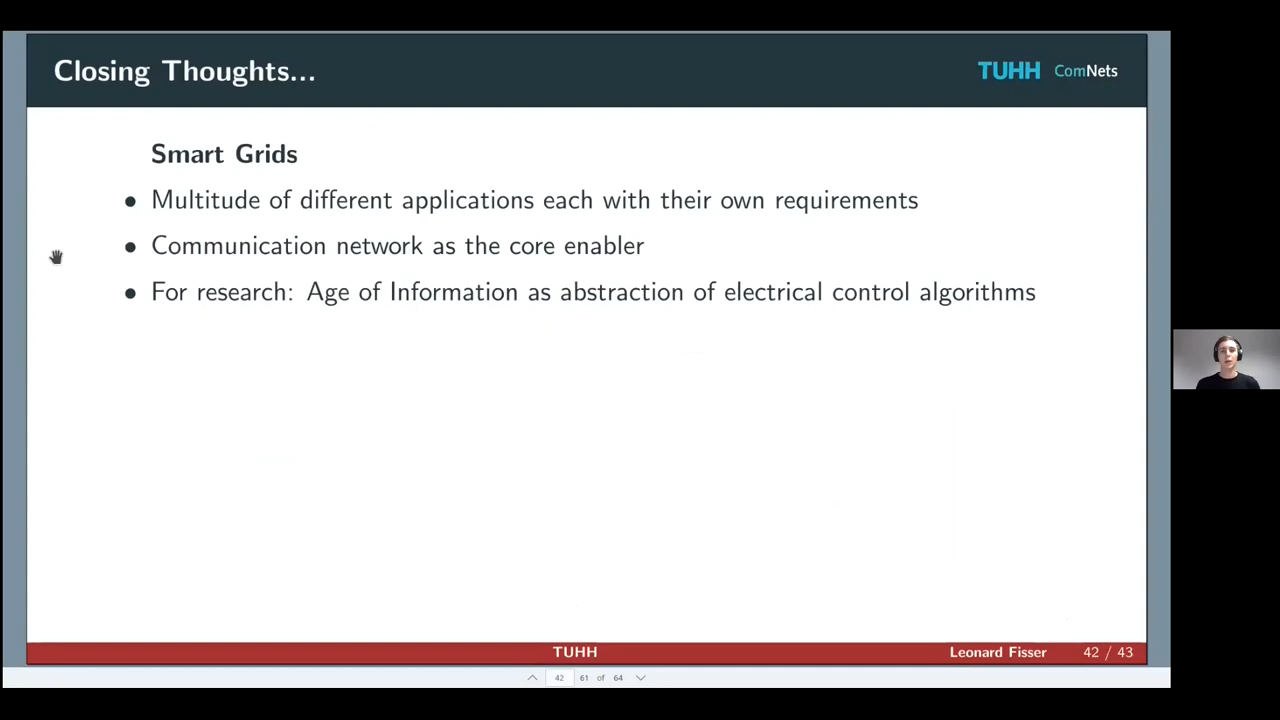 Closing Thoughts...
TUHH ComNets
Smart Grids
• Multitude of different applications each with their own requirements
• Communication network as the core enabler
• For research: Age of Information as abstraction of electrical control algorithms
TUHH Leonard Fisser 42 / 43
42 61 of 64